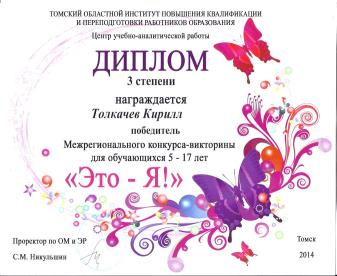 ТОМСКИЙ ОБЛАСТНОЙ ИНСТИТУТ ПОВЫШЕНИЯ КВАЛИФИКАЦИИ
И ПЕРЕПОДГОТОВКИ РАБОТНИКОВ ОБРАЗОВАНИЯ
Центр учебно-аналитической работы
ДИПЛОМ
3 степени
награждается
Толкачев Кирилл
победитель
Межрегионального конкурса-викторины
для обучающихся 5 - 17 лет
«Это - Я!»
Проректор по ОМ и ЭР
С.М. Никульшин
Томск
2014